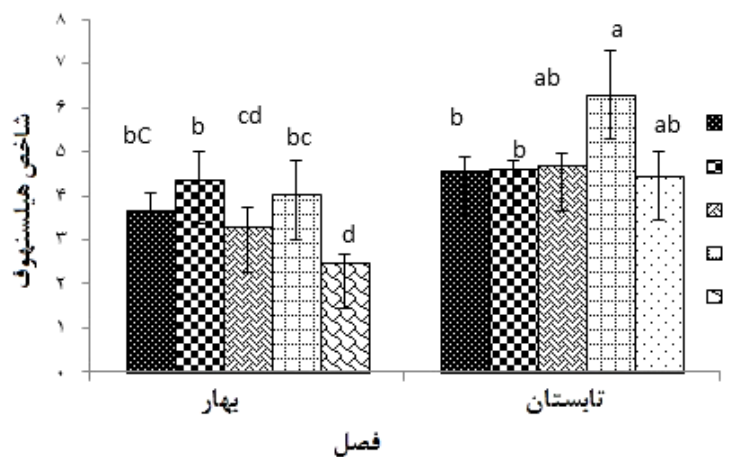 شاخص هیلسنهوف
۸
۷
۶
۵
۴
۳
۲
۱
۰
bC
b
cd
bc
d
b
b
ab
a
ab
بهار
تابستان
فصل